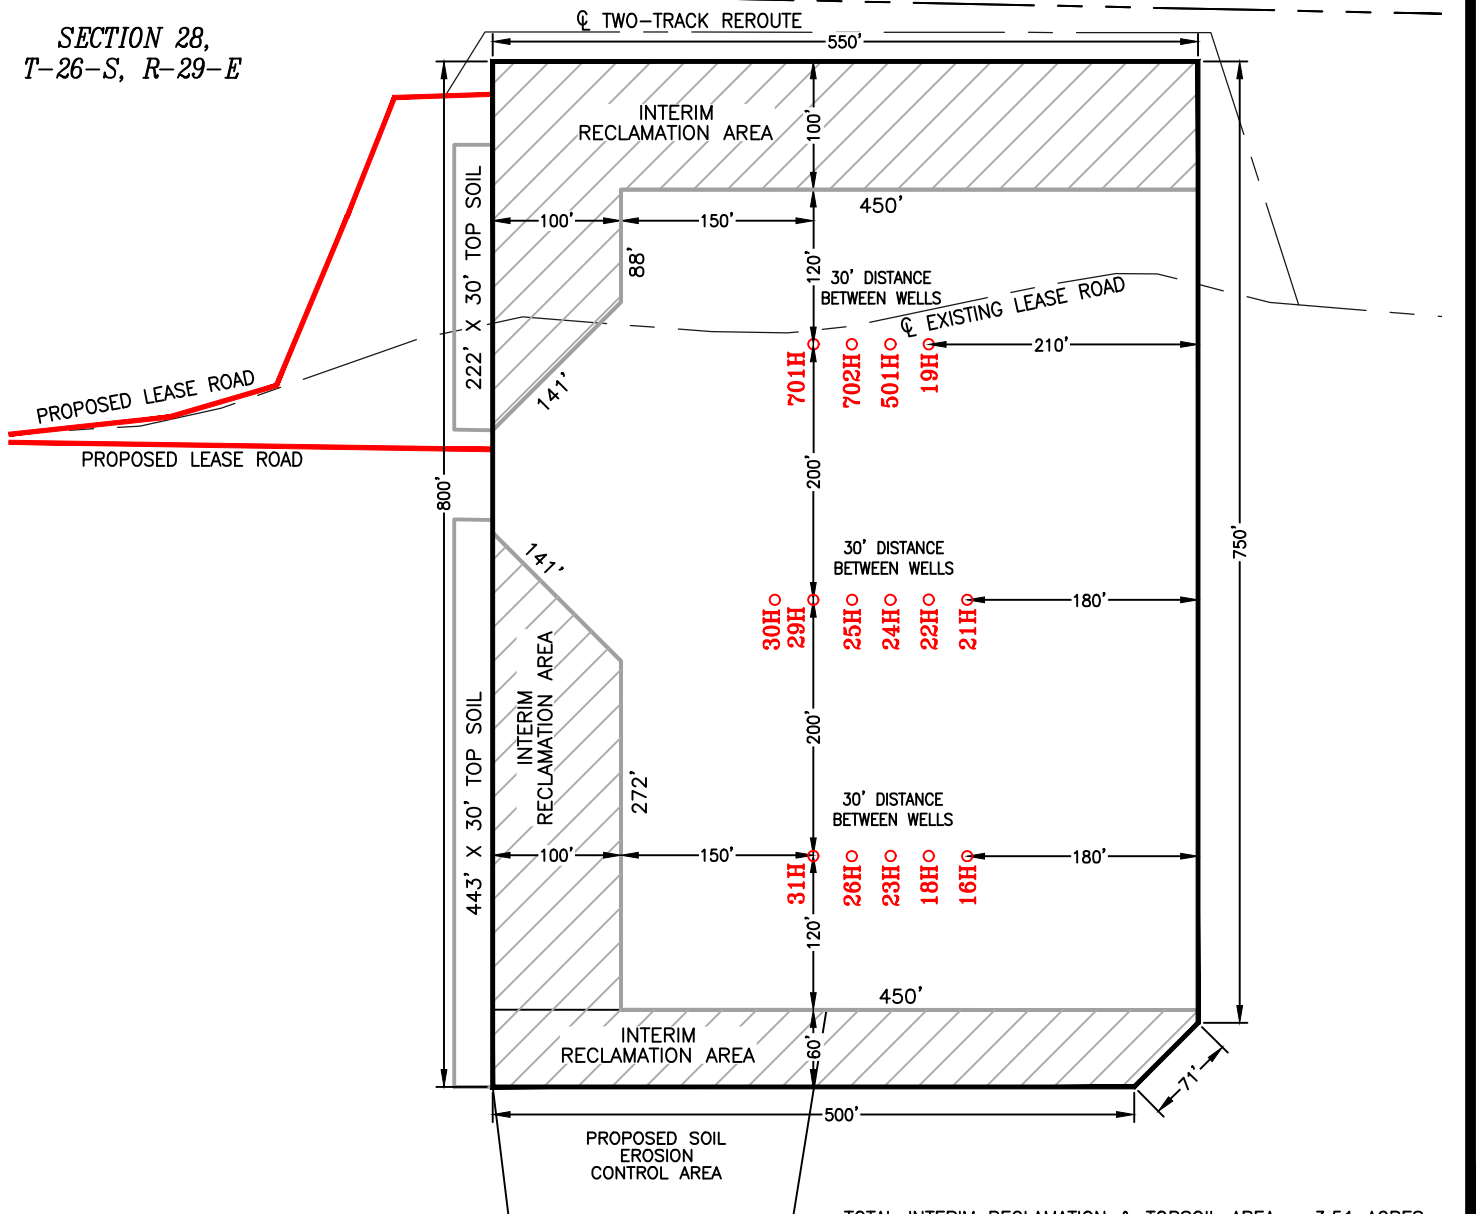 SECTION 28,
T-26-S, R-29-E
℄ TWO-TRACK REROUTE
550'
INTERIM
RECLAMATION AREA
100'
450'
100'
150'
88'
120'
222' X 30' TOP SOIL
30' DISTANCE
BETWEEN WELLS
℄ EXISTING LEASE ROAD
701H
702H
501H
19H
210'
141'
PROPOSED LEASE ROAD
PROPOSED LEASE ROAD
800'
200'
750'
141'
30' DISTANCE
BETWEEN WELLS
30H
29H
25H
24H
22H
21H
180'
INTERIM
RECLAMATION AREA
443' X 30' TOP SOIL
272'
200'
30' DISTANCE
BETWEEN WELLS
100'
150'
31H
26H
23H
18H
16H
180'
120'
450'
INTERIM
RECLAMATION AREA
60'
71'
500'
PROPOSED SOIL
EROSION
CONTROL AREA